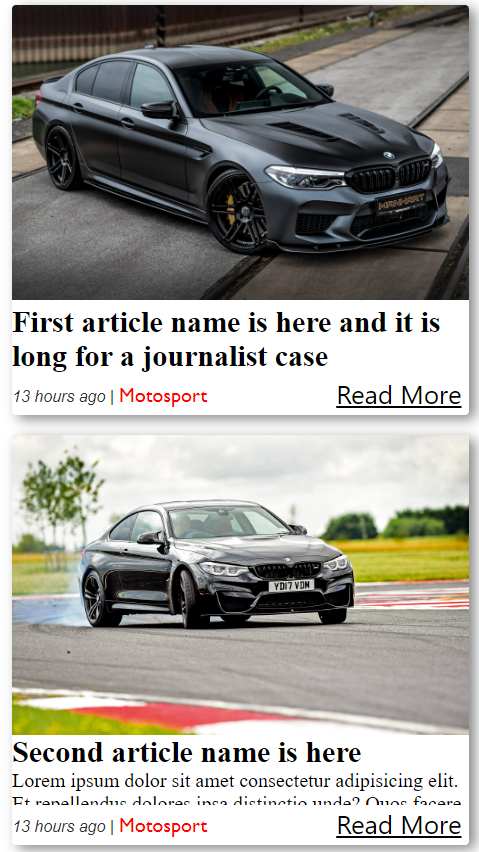 MANHART
First article name is here and it is
long for a journalist case
13 hours ago | Motosport
Read More
YD17 VDM
Second article name is here
Lorem ipsum dolor sit amet consectetur adipisicing elit.
Et repellendus dolores ipsa distinctio unde? Quos facere
13 hours ago | Motosport
Read More